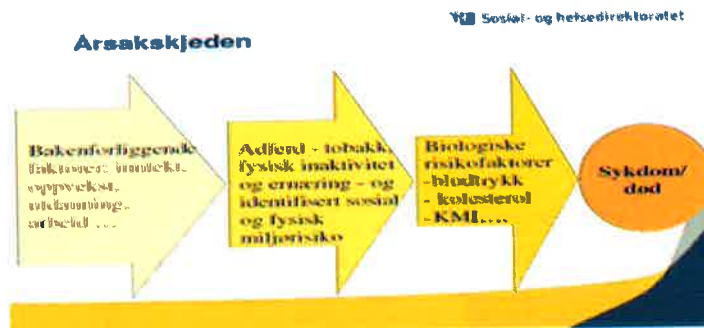 Sosial- og helsedirektoratet
Årsakskjeden
Bakenforliggende
faktorer: inntekt,
oppvekst,
utdanning,
arbeid ...
Adferd - tobakk,
fysisk inaktivitet
og ernæring - og
identifisert sosial
og fysisk
miljørisiko
Biologiske
risikofaktorer
-blodtrykk
- kolesterol
- KMI....
Sykdom/
død